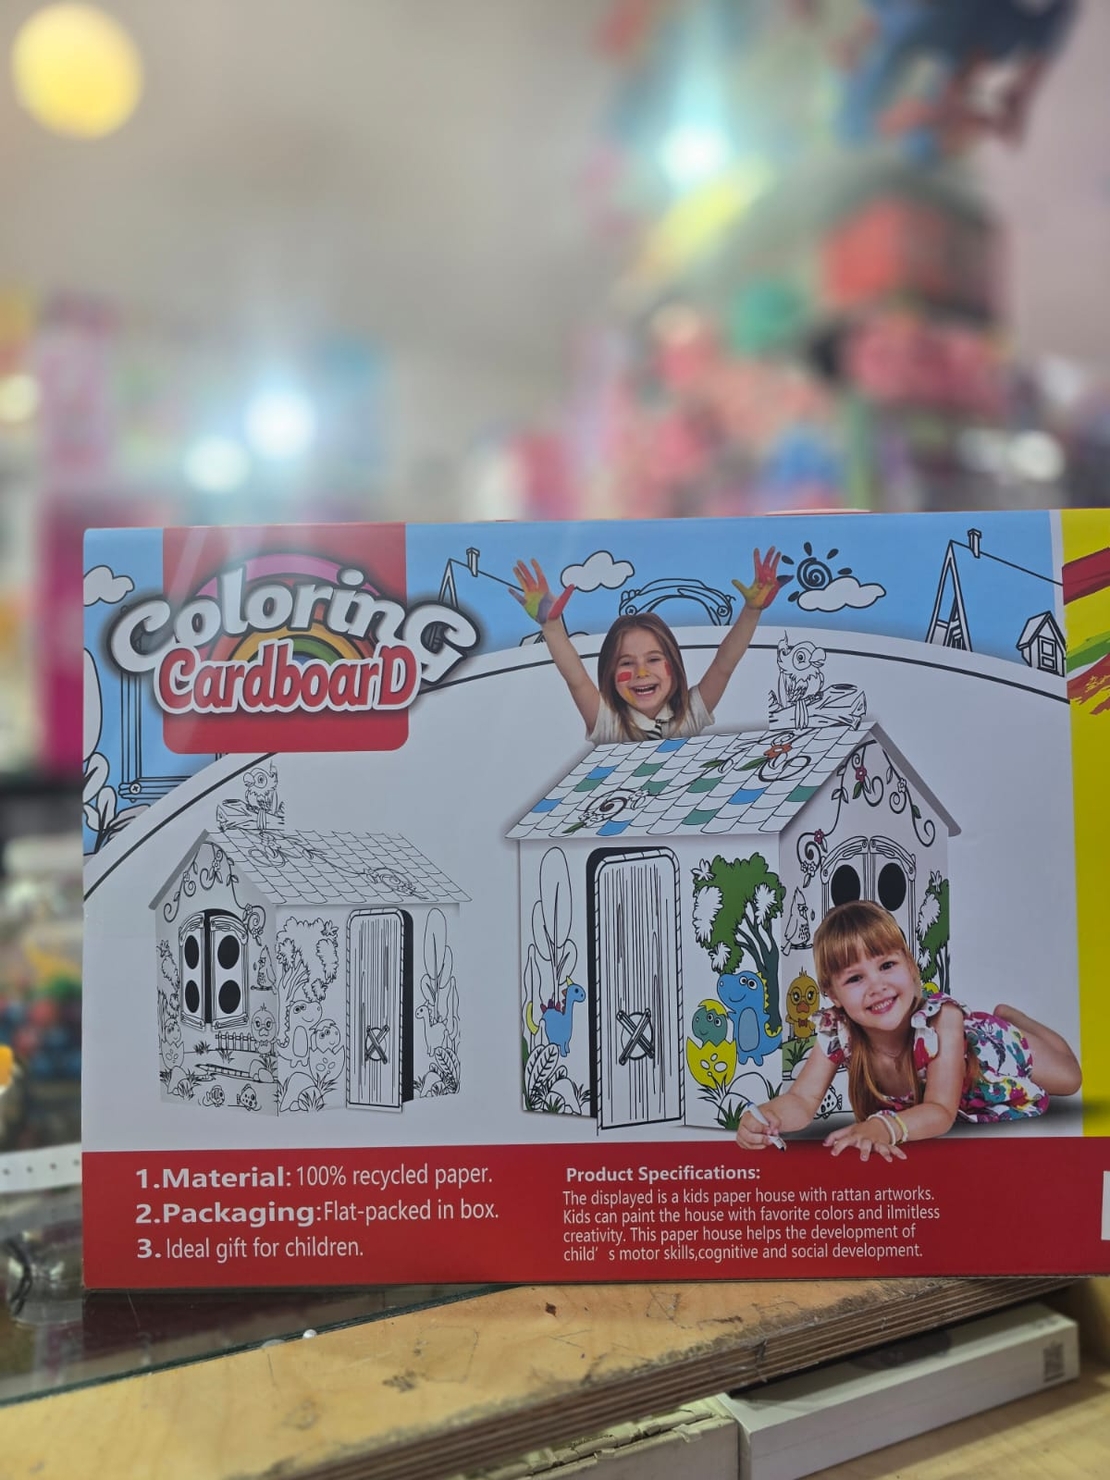 Coloring
CardboarD
1.Material: 100% recycled paper.
2.Packaging:Flat-packed in box.
3. Ideal gift for children.
Product Specifications:
The displayed is a kids paper house with rattan artworks.
Kids can paint the house with favorite colors and ilmitless
creativity. This paper house helps the development of
child’ s motor skills,cognitive and social development.